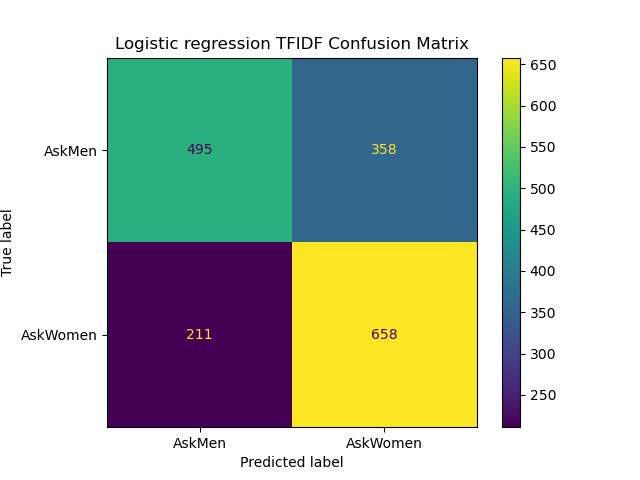 Logistic regression TFIDF Confusion Matrix
True label
AskMen
495
358
AskWomen
211
658
AskMen
AskWomen
Predicted label
650
600
550
500
450
400
350
300
250